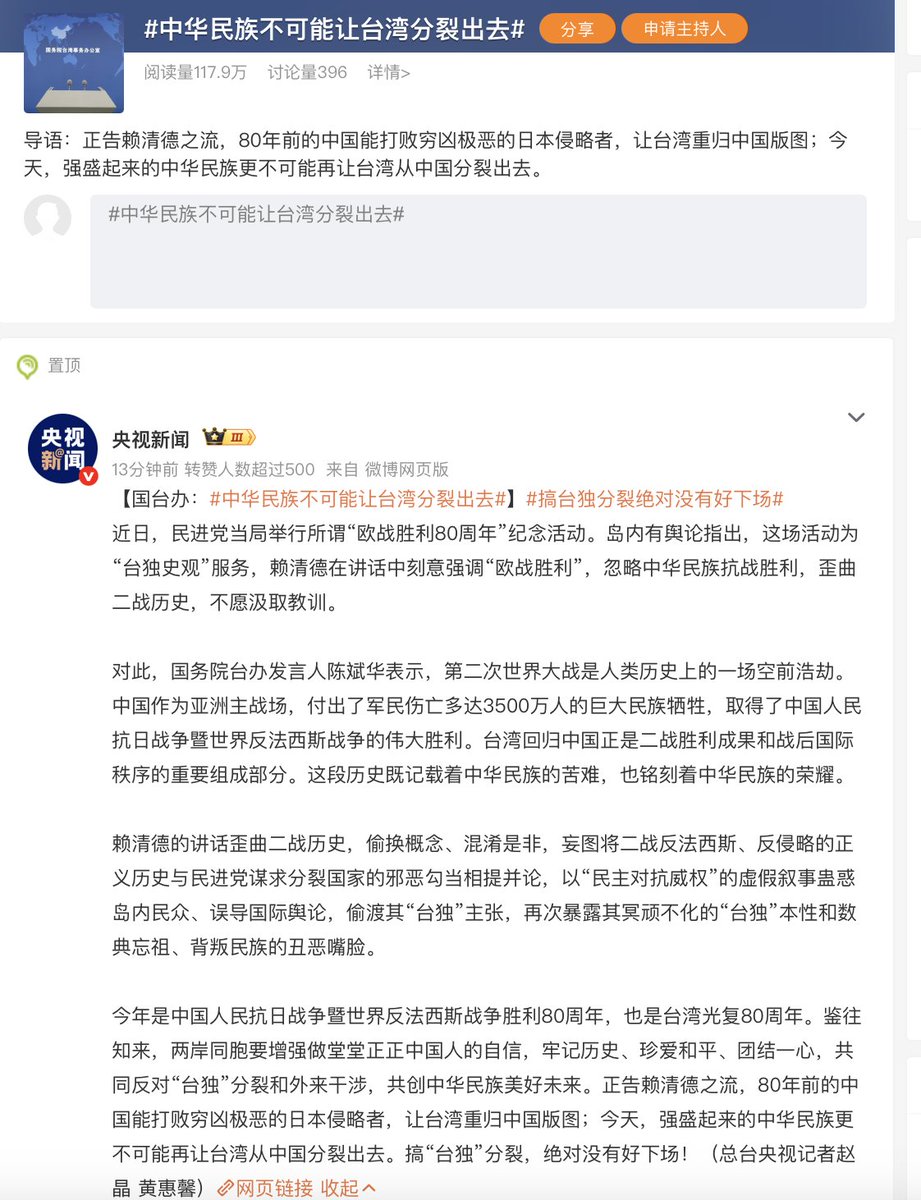 国务院台湾事务办公室
#中华民族不可能让台湾分裂出去#
分享
申请主持人
阅读量117.9万 讨论量396 详情>
导语：正告赖清德之流，80年前的中国能打败穷凶极恶的日本侵略者，让台湾重归中国版图；今
天，强盛起来的中华民族更不可能再让台湾从中国分裂出去。
#中华民族不可能让台湾分裂出去#
置顶
央视
新@闻
央视新闻 III
13分钟前 转赞人数超过500 来自 微博网页版
【国台办：#中华民族不可能让台湾分裂出去#】#搞台独分裂绝对没有好下场#
近日，民进党当局举行所谓“欧战胜利80周年”纪念活动。岛内有舆论指出，这场活动为
“台独史观”服务，赖清德在讲话中刻意强调“欧战胜利”，忽略中华民族抗战胜利，歪曲
二战历史，不愿汲取教训。
对此，国务院台办发言人陈斌华表示，第二次世界大战是人类历史上的一场空前浩劫。
中国作为亚洲主战场，付出了军民伤亡多达3500万人的巨大民族牺牲，取得了中国人民
抗日战争暨世界反法西斯战争的伟大胜利。台湾回归中国正是二战胜利成果和战后国际
秩序的重要组成部分。这段历史既记载着中华民族的苦难，也铭刻着中华民族的荣耀。
赖清德的讲话歪曲二战历史，偷换概念、混淆是非，妄图将二战反法西斯、反侵略的正
义历史与民进党谋求分裂国家的邪恶勾当相提并论，以“民主对抗威权”的虚假叙事蛊惑
岛内民众、误导国际舆论，偷渡其“台独”主张，再次暴露其冥顽不化的“台独”本性和数
典忘祖、背叛民族的丑恶嘴脸。
今年是中国人民抗日战争暨世界反法西斯战争胜利80周年，也是台湾光复80周年。鉴往
知来，两岸同胞要增强做堂堂正正中国人的自信，牢记历史、珍爱和平、团结一心，共
同反对“台独”分裂和外来干涉，共创中华民族美好未来。正告赖清德之流，80年前的中
国能打败穷凶极恶的日本侵略者，让台湾重归中国版图；今天，强盛起来的中华民族更
不可能再让台湾从中国分裂出去。搞“台独”分裂，绝对没有好下场！（总台央视记者赵
晶 黄惠馨） 网页链接 收起